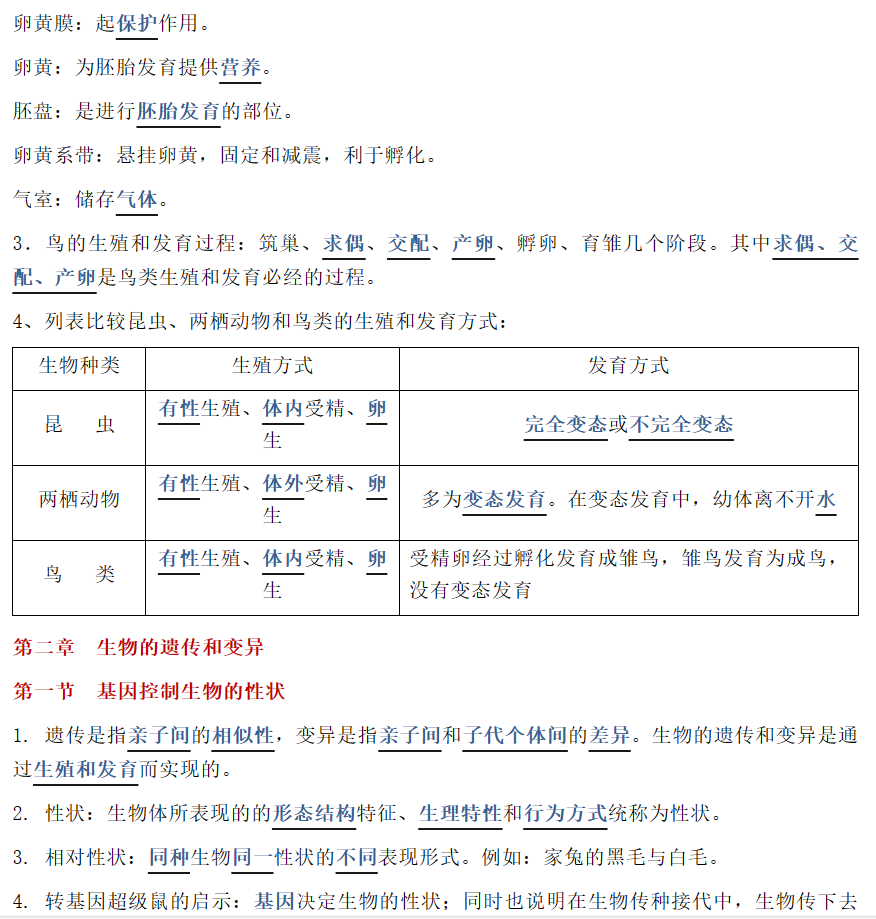 卵黄膜：起保护作用。
卵黄：为胚胎发育提供营养。
胚盘：是进行胚胎发育的部位。
卵黄系带：悬挂卵黄，固定和减震，利于孵化。
气室：储存气体。
3．鸟的生殖和发育过程：筑巢、求偶、交配、产卵、孵卵、育雏几个阶段。其中求偶、交
配、产卵是鸟类生殖和发育必经的过程。
4、列表比较昆虫、两栖动物和鸟类的生殖和发育方式：
生物种类 生殖方式 发育方式
昆 虫 有性生殖、体内受精、卵
生 完全变态或不完全变态
两栖动物 有性生殖、体外受精、卵
生 多为变态发育。在变态发育中，幼体离不开水
鸟 类 有性生殖、体内受精、卵
生 受精卵经过孵化发育成雏鸟，雏鸟发育为成鸟，
没有变态发育
第二章 生物的遗传和变异
第一节 基因控制生物的性状
1. 遗传是指亲子间的相似性，变异是指亲子间和子代个体间的差异。生物的遗传和变异是通
过生殖和发育而实现的。
2. 性状：生物体所表现的的形态结构特征、生理特性和行为方式统称为性状。
3. 相对性状：同种生物同一性状的不同表现形式。例如：家兔的黑毛与白毛。
4. 转基因超级鼠的启示：基因决定生物的性状；同时也说明在生物传种接代中，生物传下去